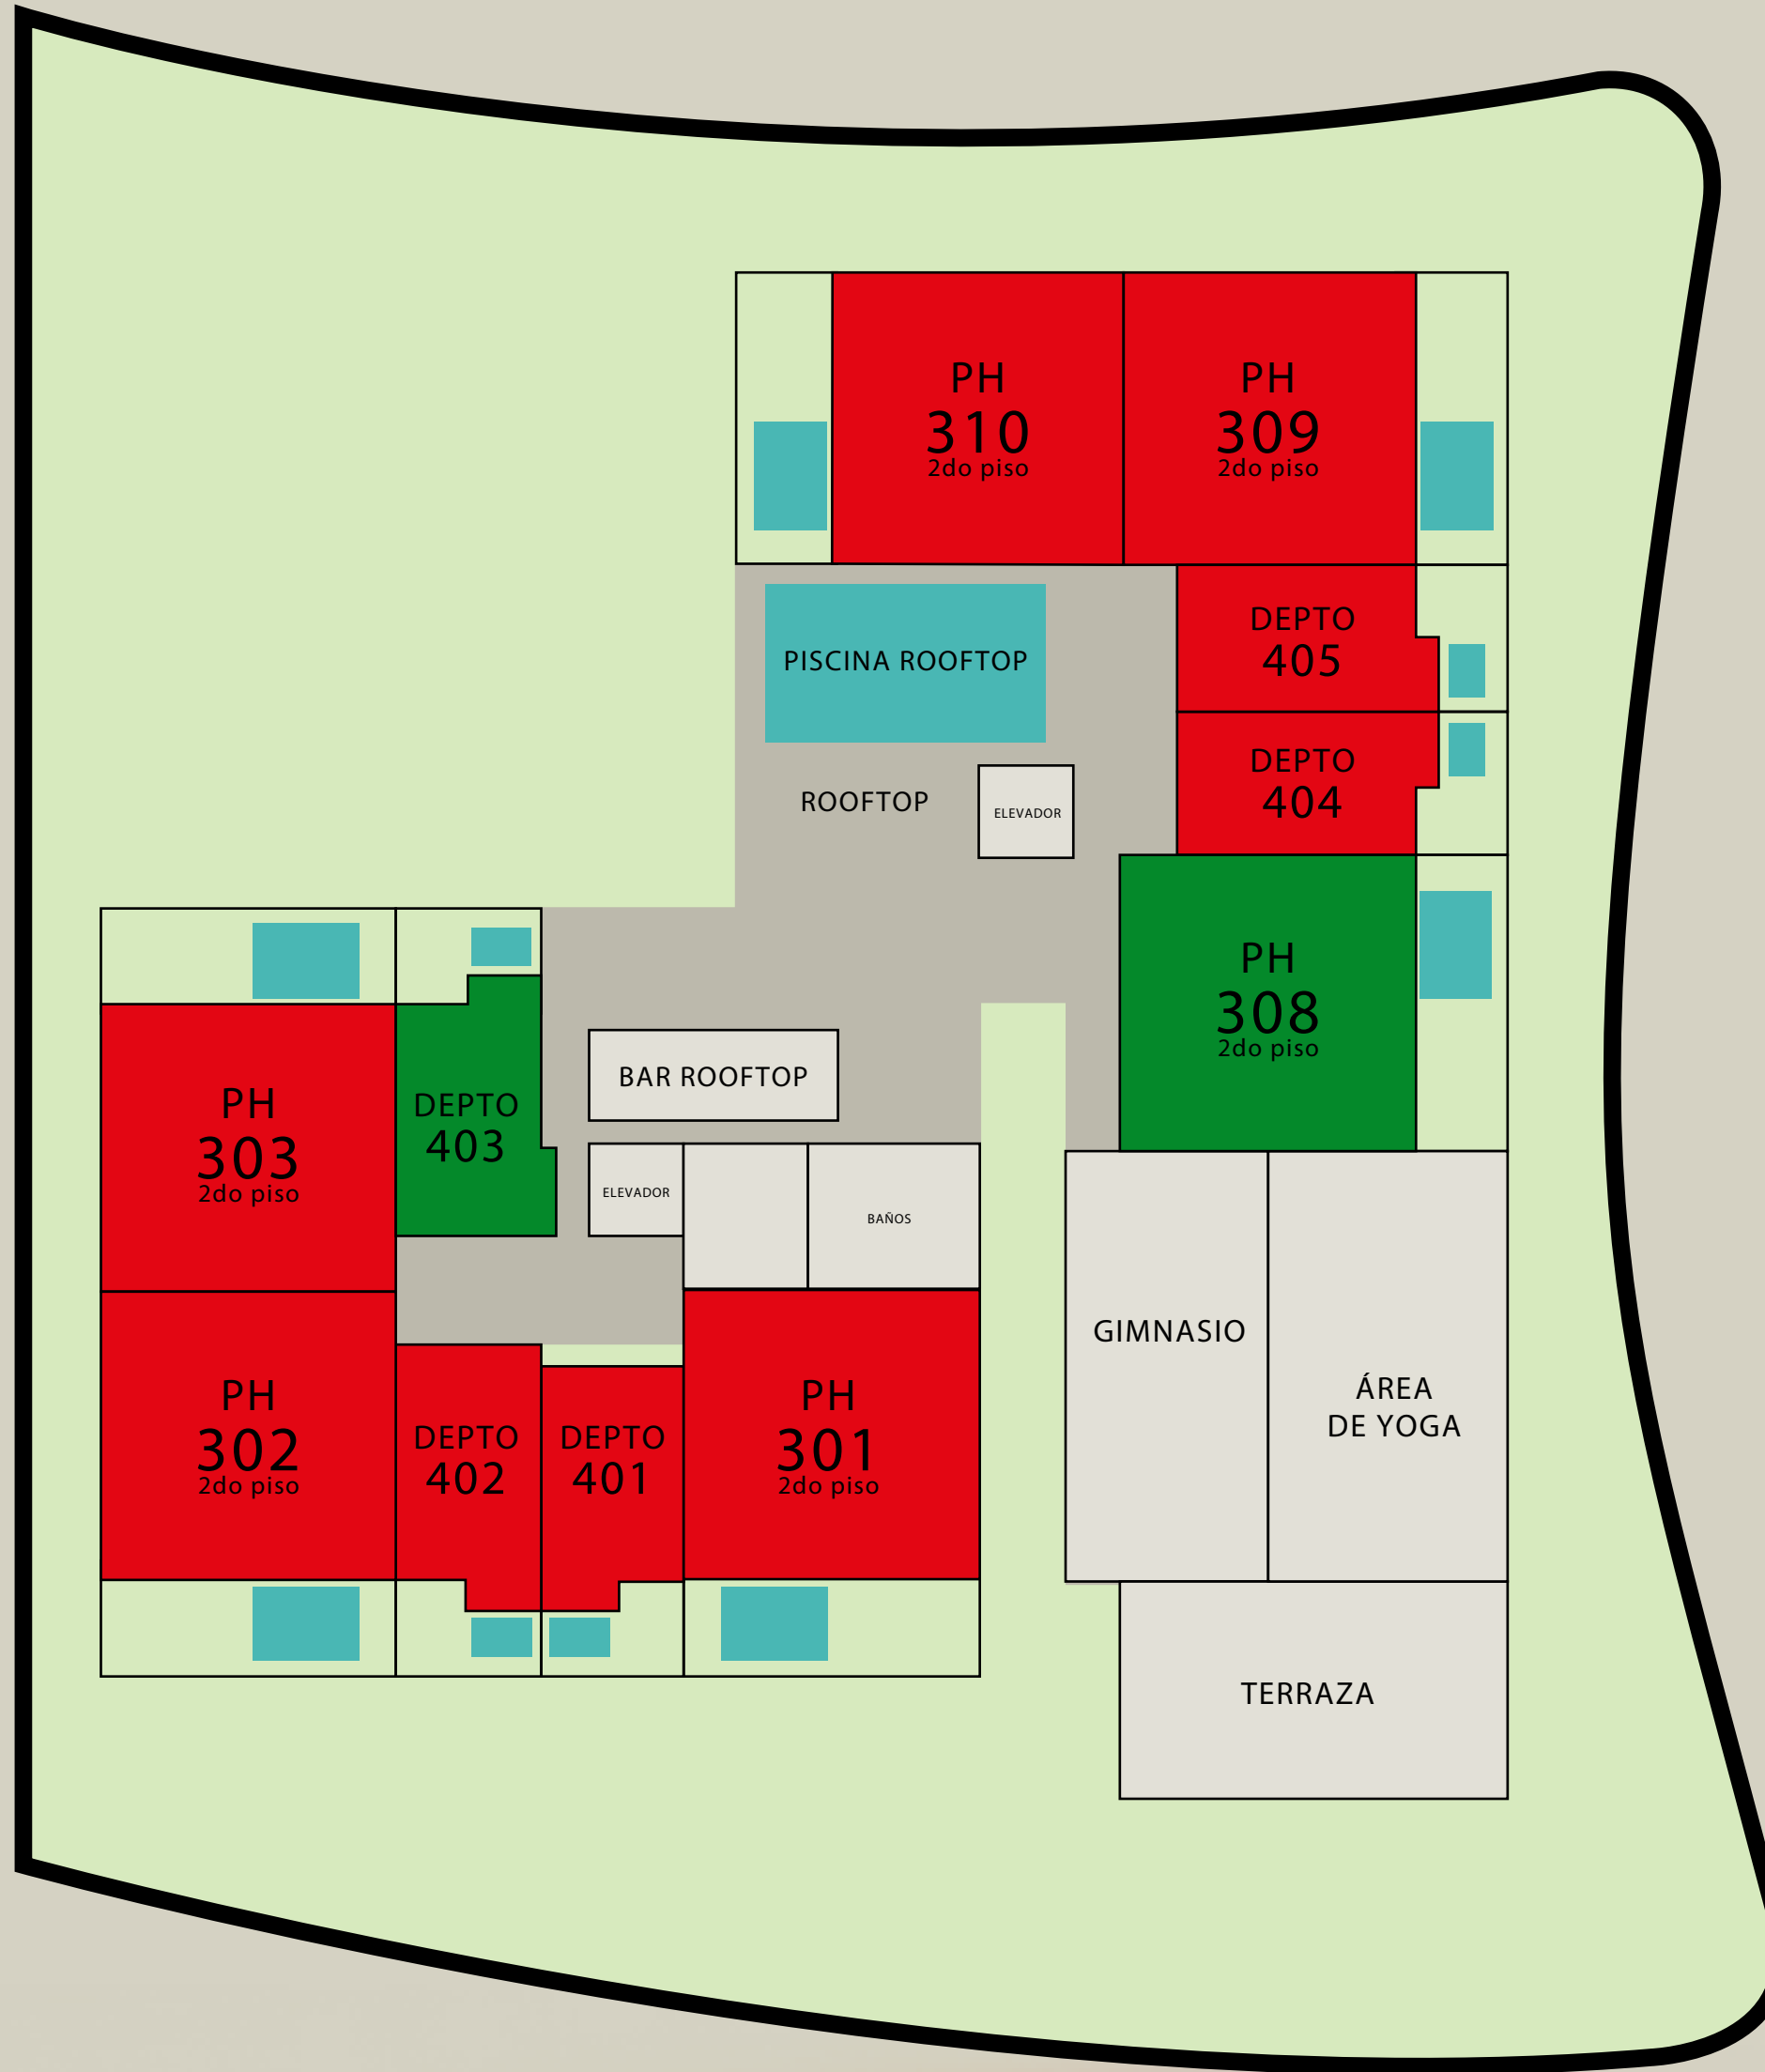 PH
310
2do piso
PH
309
2do piso
DEPTO
405
PISCINA ROOFTOP
DEPTO
404
ROOFTOP
ELEVADOR
PH
308
2do piso
PH
303
2do piso
DEPTO
403
BAR ROOFTOP
ELEVADOR
BAÑOS
GIMNASIO
ÁREA
DE YOGA
PH
302
2do piso
DEPTO
402
DEPTO
401
PH
301
2do piso
TERRAZA